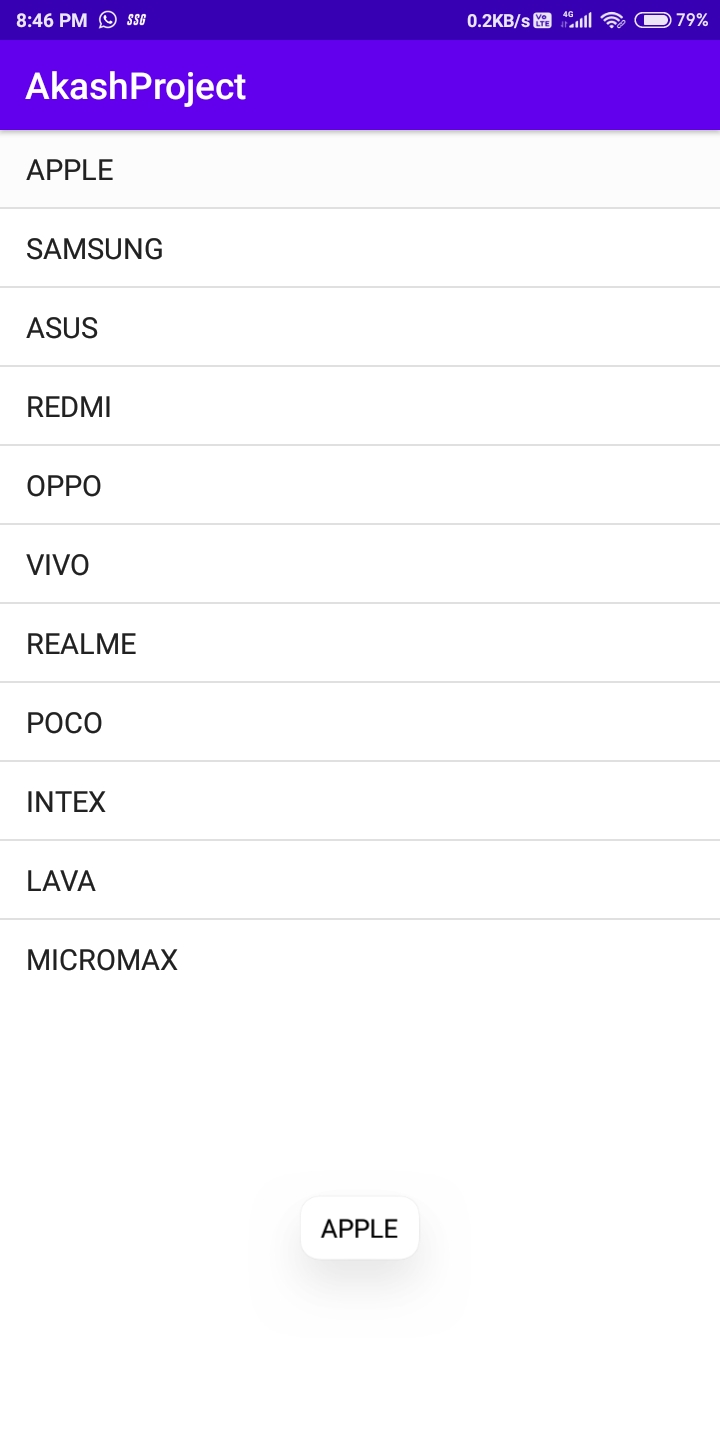 8:46 PM SSG 0.2KB/s Vo LTE 4G 79%
AkashProject
APPLE
SAMSUNG
ASUS
REDMI
OPPO
VIVO
REALME
POCO
INTEX
LAVA
MICROMAX
APPLE